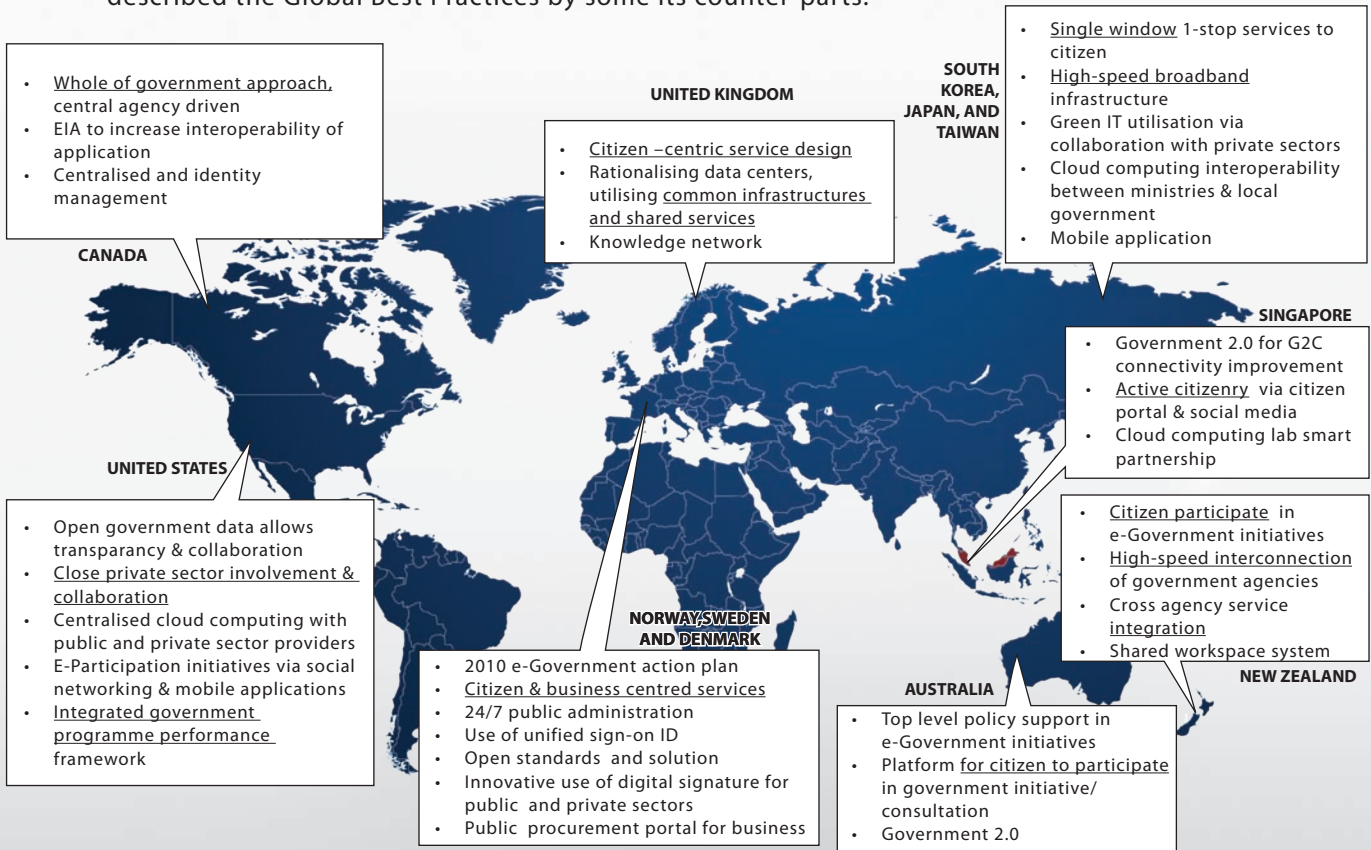 described the Global Best Practices by some its counter-parts.
• Whole of government approach,
central agency driven
• EIA to increase interoperability of
application
• Centralised and identity
management
CANADA
UNITED KINGDOM
• Citizen –centric service design
• Rationalising data centers,
utilising common infrastructures
and shared services
• Knowledge network
SOUTH
KOREA,
JAPAN, AND
TAIWAN
• Single window 1-stop services to
citizen
• High-speed broadband
infrastructure
• Green IT utilisation via
collaboration with private sectors
• Cloud computing interoperability
between ministries & local
government
• Mobile application
SINGAPORE
• Government 2.0 for G2C
connectivity improvement
• Active citizenry via citizen
portal & social media
• Cloud computing lab smart
partnership
UNITED STATES
• Open government data allows
transparancy & collaboration
• Close private sector involvement &
collaboration
• Centralised cloud computing with
public and private sector providers
• E-Participation initiatives via social
networking & mobile applications
• Integrated government
programme performance
framework
NORWAY,SWEDEN
AND DENMARK
• 2010 e-Government action plan
• Citizen & business centred services
• 24/7 public administration
• Use of unified sign-on ID
• Open standards and solution
• Innovative use of digital signature for
public and private sectors
• Public procurement portal for business
• Citizen participate in
e-Government initiatives
• High-speed interconnection
of government agencies
• Cross agency service
integration
• Shared workspace system
NEW ZEALAND
AUSTRALIA
• Top level policy support in
e-Government initiatives
• Platform for citizen to participate
in government initiative/
consultation
• Government 2.0